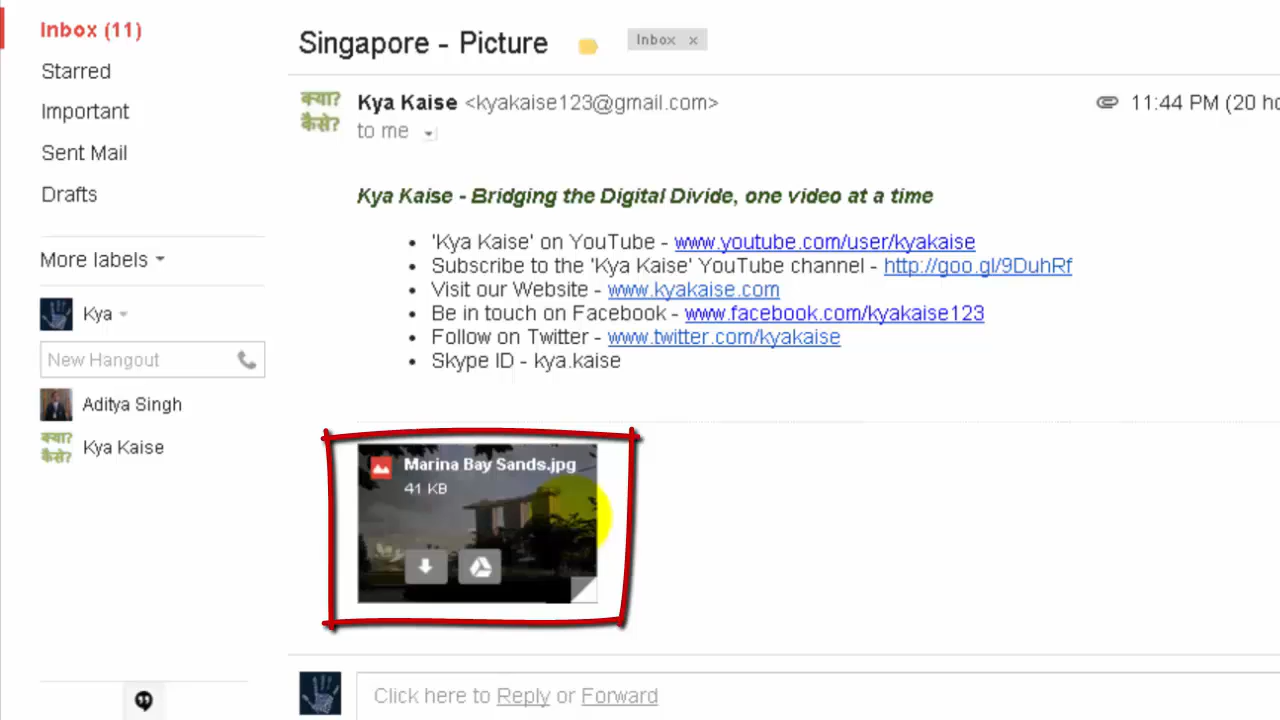 Inbox (11)
Starred
Important
Sent Mail
Drafts
More labels
Kya
New Hangout
Aditya Singh
क्या?
कैसे?
Kya Kaise
Singapore - Picture
Inbox x
क्या?
कैसे?
Kya Kaise <kyakaise123@gmail.com>
11:44 PM (20
to me
Kya Kaise - Bridging the Digital Divide, one video at a time
• 'Kya Kaise' on YouTube - www.youtube.com/user/kyakaise
• Subscribe to the 'Kya Kaise' YouTube channel - http://goo.gl/9DuhRf
• Visit our Website - www.kyakaise.com
• Be in touch on Facebook - www.facebook.com/kyakaise123
• Follow on Twitter - www.twitter.com/kyakaise
• Skype ID - kya.kaise
Marina Bay Sands.jpg
41 KB
Click here to Reply or Forward